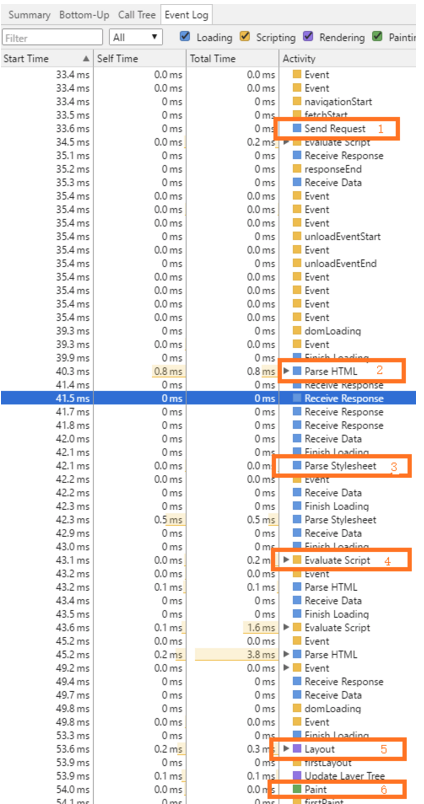 Summary Bottom-Up Call Tree Event Log
Filter All ▼ Loading Scripting Rendering Paintin
Start Time ▲ Self Time Total Time Activity
33.4 ms 0.0 ms 0.0 ms Event
33.4 ms 0.0 ms 0.0 ms Event
33.4 ms 0 ms 0 ms navigationStart
33.5 ms 0 ms 0 ms fetchStart
33.6 ms 0 ms 0 ms Send Request 1
34.5 ms 0.0 ms 0.2 ms ▶ Evaluate Script
35.1 ms 0 ms 0 ms Receive Response
35.2 ms 0 ms 0 ms responseEnd
35.3 ms 0 ms 0 ms Receive Data
35.4 ms 0.0 ms 0.0 ms Event
35.4 ms 0.0 ms 0.0 ms Event
35.4 ms 0.0 ms 0.0 ms Event
35.4 ms 0 ms 0 ms unloadEventStart
35.4 ms 0.0 ms 0.0 ms Event
35.4 ms 0 ms 0 ms unloadEventEnd
35.4 ms 0.0 ms 0.0 ms Event
35.4 ms 0.0 ms 0.0 ms Event
35.4 ms 0.0 ms 0.0 ms Event
35.4 ms 0.0 ms 0.0 ms Event
39.3 ms 0 ms 0 ms domLoading
39.3 ms 0.0 ms 0.0 ms Event
39.9 ms 0 ms 0 ms Finish Loading
40.3 ms 0.8 ms 0.8 ms ▶ Parse HTML 2
41.4 ms 0 ms 0 ms Receive Response
41.5 ms 0 ms 0 ms Receive Response
41.7 ms 0 ms 0 ms Receive Response
41.8 ms 0 ms 0 ms Receive Response
42.0 ms 0 ms 0 ms Receive Data
42.1 ms 0 ms 0 ms Finish Loading
42.1 ms 0.0 ms 0.0 ms Parse Stylesheet 3
42.2 ms 0.0 ms 0.0 ms Event
42.2 ms 0 ms 0 ms Receive Data
42.3 ms 0 ms 0 ms Finish Loading
42.3 ms 0.5 ms 0.5 ms Parse Stylesheet
42.9 ms 0 ms 0 ms Receive Data
43.0 ms 0 ms 0 ms Finish Loading
43.1 ms 0.0 ms 0.2 ms ▶ Evaluate Script 4
43.2 ms 0.0 ms 0.0 ms Event
43.2 ms 0.1 ms 0.1 ms Parse HTML
43.4 ms 0 ms 0 ms Receive Data
43.5 ms 0 ms 0 ms Finish Loading
43.6 ms 0.1 ms 1.6 ms ▶ Evaluate Script
45.2 ms 0.0 ms 0.0 ms Event
45.2 ms 0.2 ms 3.8 ms ▶ Parse HTML
49.2 ms 0.0 ms 0.0 ms ▶ Event
49.4 ms 0 ms 0 ms Receive Response
49.7 ms 0 ms 0 ms Receive Data
49.8 ms 0 ms 0 ms domLoading
49.8 ms 0.0 ms 0.0 ms Event
53.3 ms 0 ms 0 ms Finish Loading
53.6 ms 0.2 ms 0.3 ms ▶ Layout 5
53.9 ms 0 ms 0 ms firstLayout
53.9 ms 0.1 ms 0.1 ms Update Layer Tree
54.0 ms 0.0 ms 0.0 ms Paint 6
54.1 ms 0 ms 0 ms firstPaint